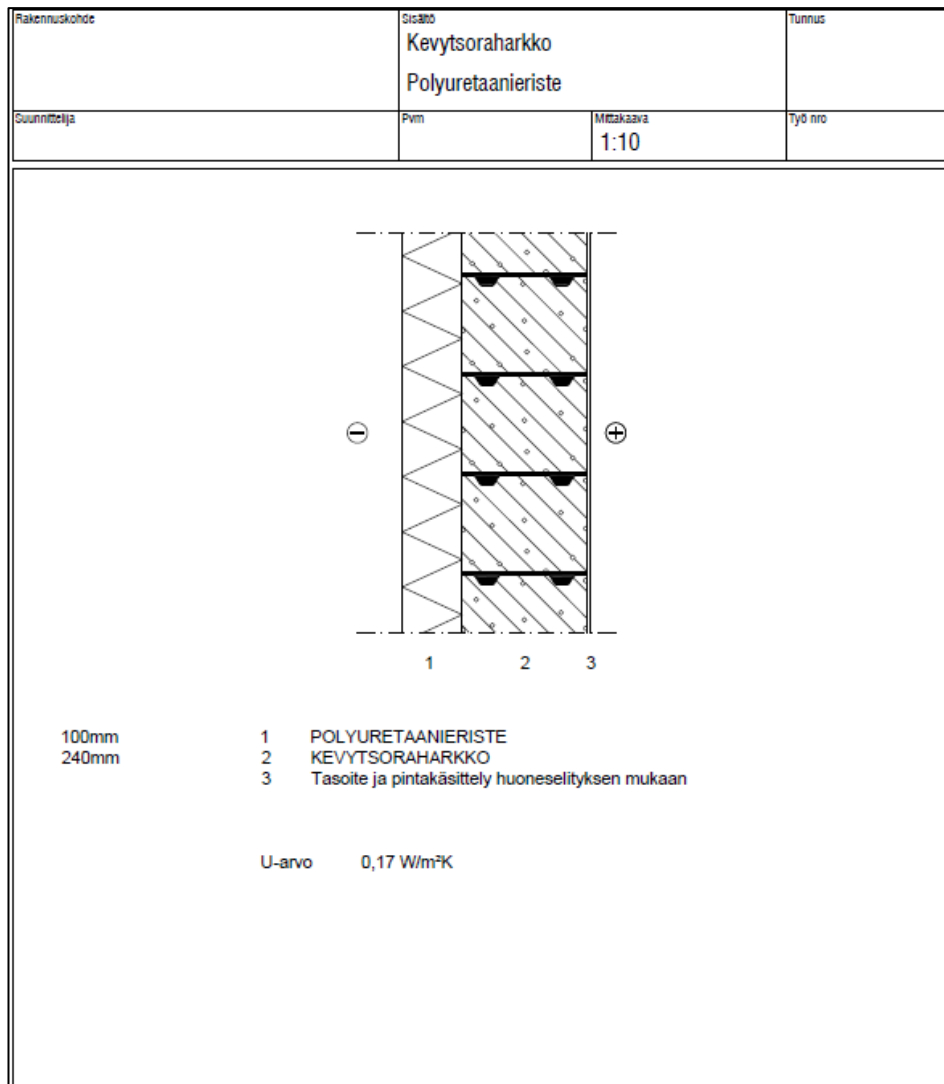 Rakennuskohde
Sisältö
Tunnus
Kevytsoraharkko
Polyuretaanieriste
Suunnittelija
Pvm
Mittakaava
Työ nro
1:10
1 2 3
100mm 1 POLYURETAANIERISTE
240mm 2 KEVYTSORAHARKKO
3 Tasoite ja pintakäsittely huoneselityksen mukaan
U-arvo 0,17 W/m²K